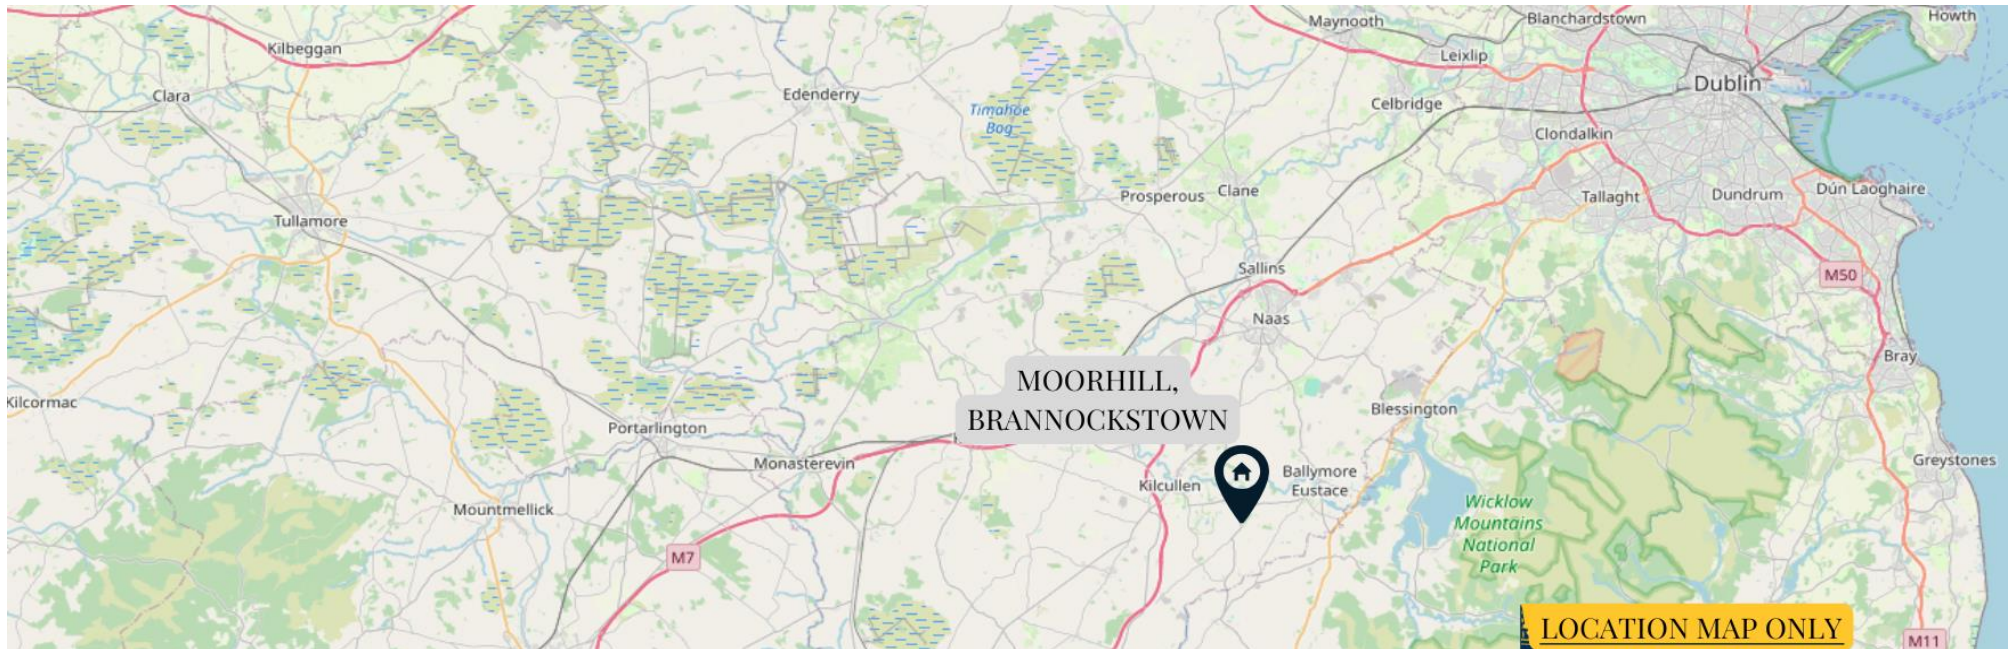 Maynooth
Blanchardstown
Howth
Kilbeggan
Leixlip
Dublin
Clara
Edenderry
Celbridge
Timahoe
Bog
Clondalkin
Prosperous
Clane
Tallaght
Dundrum
Dún Laoghaire
Tullamore
Sallins
M50
Naas
Bray
MOORHILL,
BRANNOCKSTOWN
Kilcormac
Blessington
Portarlington
Monasterevin
Greystones
Kilcullen
Ballymore
Eustace
Mountmellick
Wicklow
Mountains
National
Park
M7
LOCATION MAP ONLY
M11